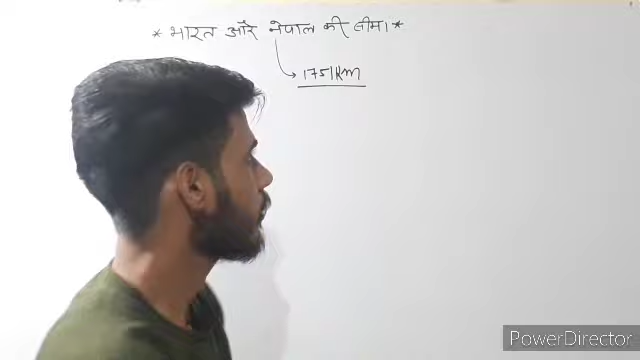 * भारत और नेपाल की सीमा *
1751Km
PowerDirector